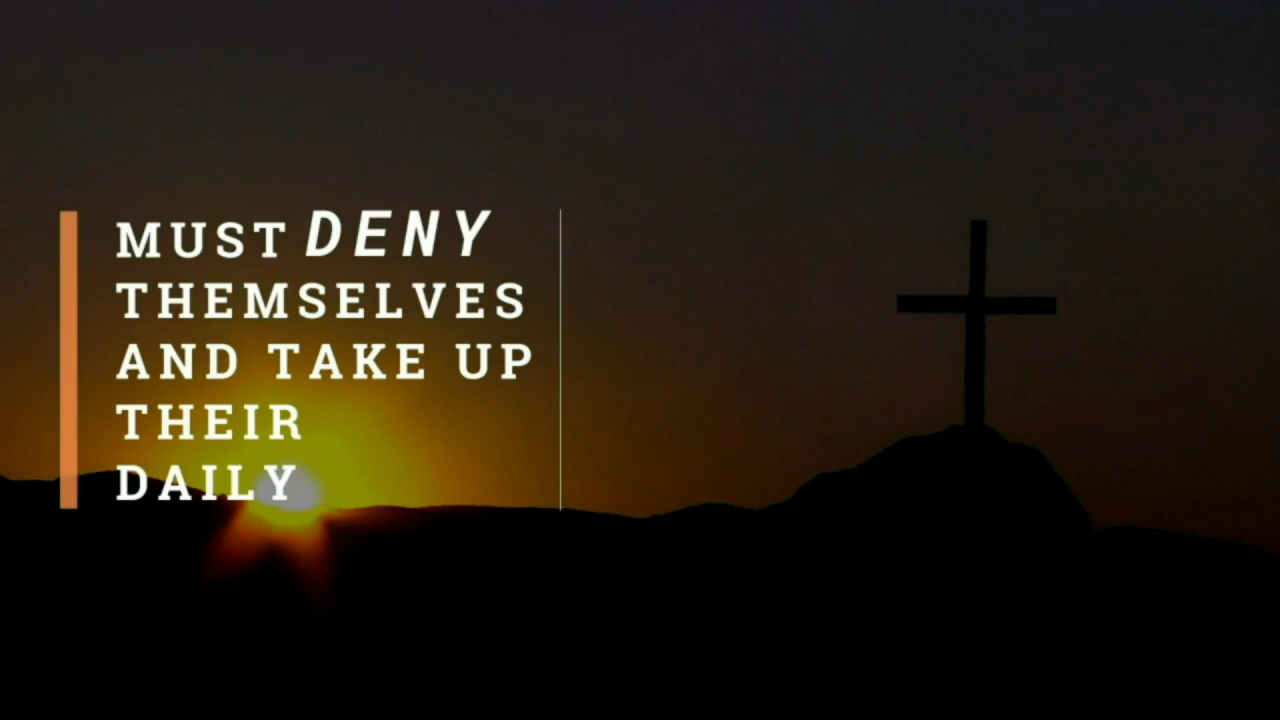 MUST DENY
THEMSELVES
AND TAKE UP
THEIR
DAILY